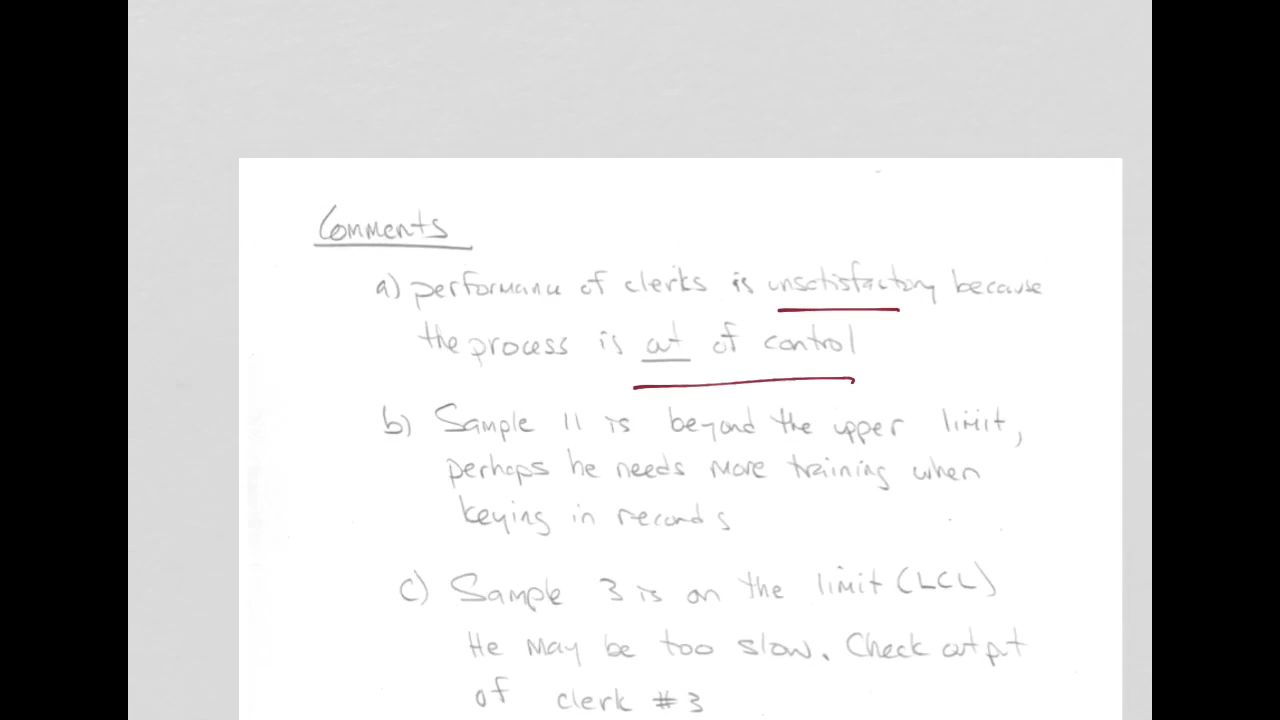 Comments
a) performance of clerks is unsatisfactory because
the process is out of control
b) Sample 11 is beyond the upper limit,
perhaps he needs more training when
keying in records
c) Sample 3 is on the limit (LCL)
He may be too slow. Check output
of clerk #3